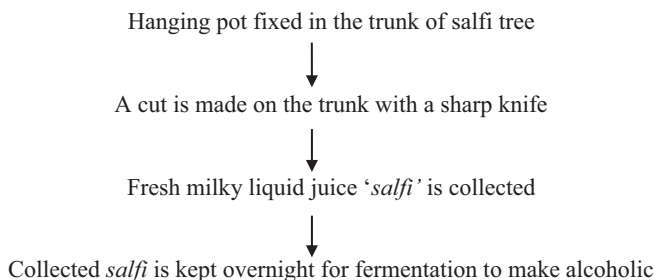 Hanging pot fixed in the trunk of salfi tree
A cut is made on the trunk with a sharp knife
Fresh milky liquid juice ‘salfi’ is collected
Collected salfi is kept overnight for fermentation to make alcoholic